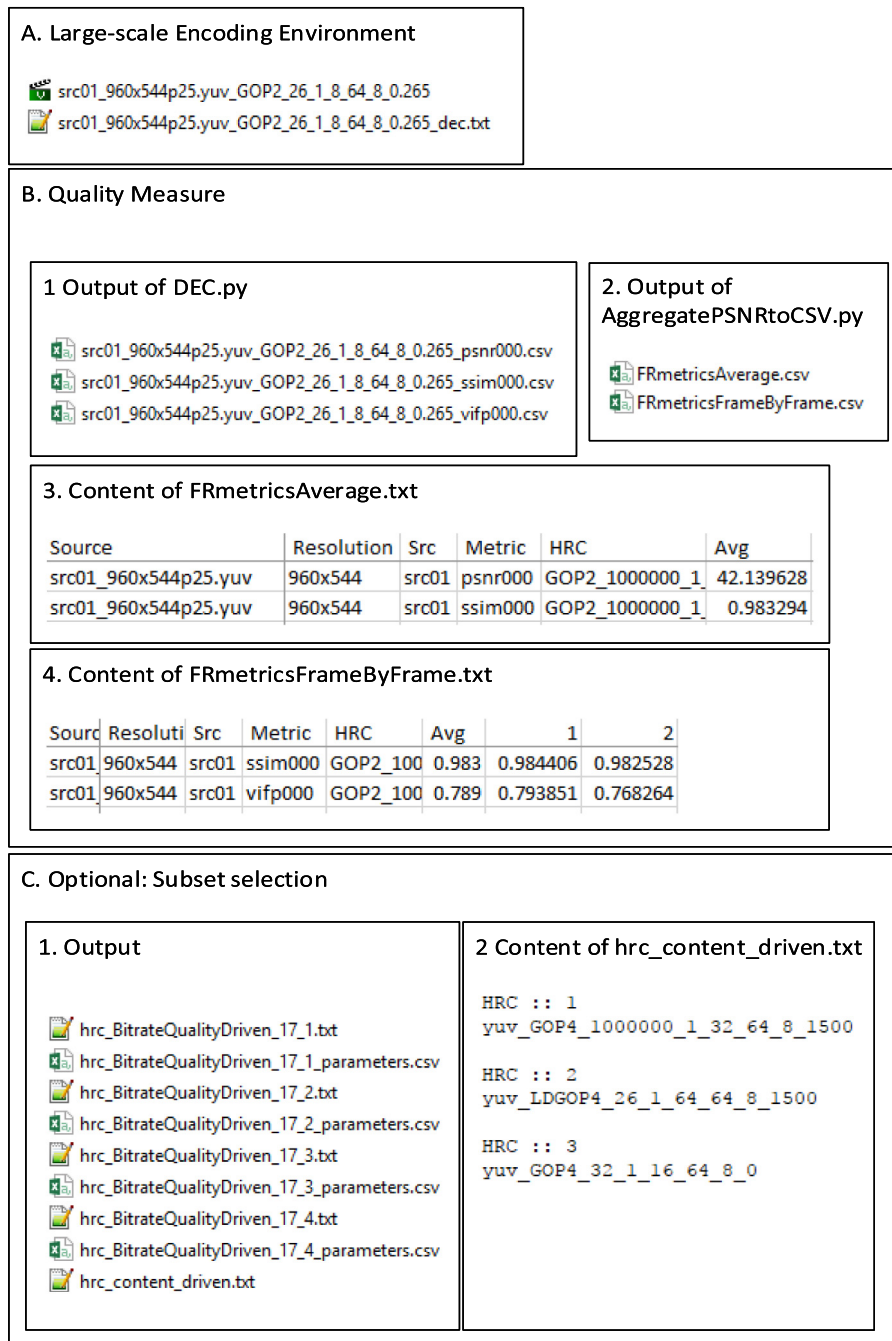 A. Large-scale Encoding Environment
src01_960x544p25.yuv_GOP2_26_1_8_64_8_0.265
src01_960x544p25.yuv_GOP2_26_1_8_64_8_0.265_dec.txt
B. Quality Measure
1 Output of DEC.py
src01_960x544p25.yuv_GOP2_26_1_8_64_8_0.265_psnr000.csv
src01_960x544p25.yuv_GOP2_26_1_8_64_8_0.265_ssim000.csv
src01_960x544p25.yuv_GOP2_26_1_8_64_8_0.265_vifp000.csv
2. Output of
AggregatePSNRtoCSV.py
FRmetricsAverage.csv
FRmetricsFrameByFrame.csv
3. Content of FRmetricsAverage.txt
Source Resolution Src Metric HRC Avg
src01_960x544p25.yuv 960x544 src01 psnr000 GOP2_1000000_1_ 42.139628
src01_960x544p25.yuv 960x544 src01 ssim000 GOP2_1000000_1_ 0.983294
4. Content of FRmetricsFrameByFrame.txt
Sourc Resoluti Src Metric HRC Avg 1 2
src01_ 960x544 src01 ssim000 GOP2_100 0.983 0.984406 0.982528
src01_ 960x544 src01 vifp000 GOP2_100 0.789 0.793851 0.768264
C. Optional: Subset selection
1. Output
hrc_BitrateQualityDriven_17_1.txt
hrc_BitrateQualityDriven_17_1_parameters.csv
hrc_BitrateQualityDriven_17_2.txt
hrc_BitrateQualityDriven_17_2_parameters.csv
hrc_BitrateQualityDriven_17_3.txt
hrc_BitrateQualityDriven_17_3_parameters.csv
hrc_BitrateQualityDriven_17_4.txt
hrc_BitrateQualityDriven_17_4_parameters.csv
hrc_content_driven.txt
2 Content of hrc_content_driven.txt
HRC :: 1
yuv_GOP4_1000000_1_32_64_8_1500
HRC :: 2
yuv_LDGOP4_26_1_64_64_8_1500
HRC :: 3
yuv_GOP4_32_1_16_64_8_0